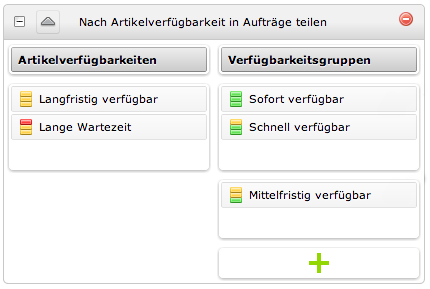 Nach Artikelverfügbarkeit in Aufträge teilen
Artikelverfügbarkeiten
Langfristig verfügbar
Lange Wartezeit
Verfügbarkeitsgruppen
Sofort verfügbar
Schnell verfügbar
Mittelfristig verfügbar